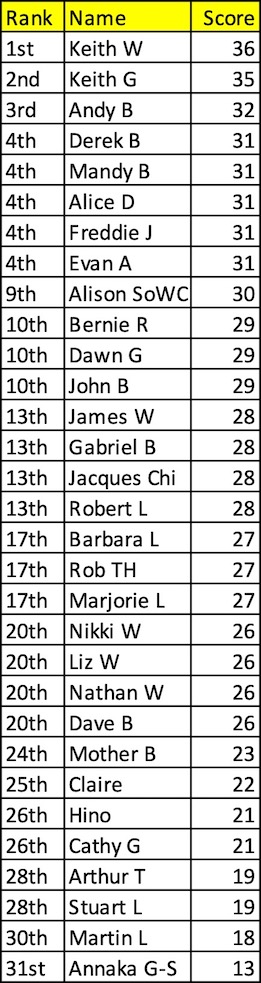 Rank Name Score
1st Keith W 36
2nd Keith G 35
3rd Andy B 32
4th Derek B 31
4th Mandy B 31
4th Alice D 31
4th Freddie J 31
4th Evan A 31
9th Alison SoWC 30
10th Bernie R 29
10th Dawn G 29
10th John B 29
13th James W 28
13th Gabriel B 28
13th Jacques Chi 28
13th Robert L 28
17th Barbara L 27
17th Rob TH 27
17th Marjorie L 27
20th Nikki W 26
20th Liz W 26
20th Nathan W 26
20th Dave B 26
24th Mother B 23
25th Claire 22
26th Hino 21
26th Cathy G 21
28th Arthur T 19
28th Stuart L 19
30th Martin L 18
31st Annaka G-S 13